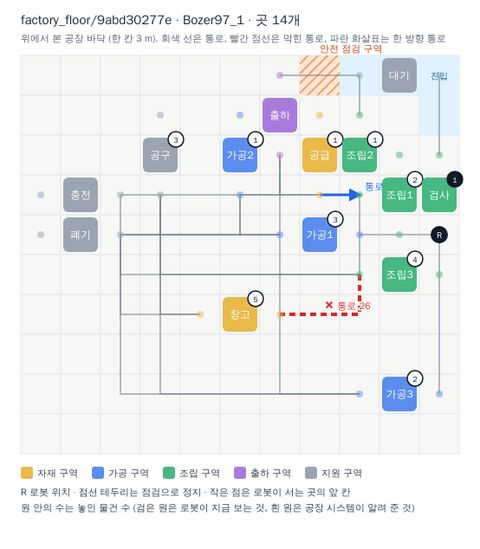 factory_floor/9abd30277e · Bozer97_1 · 곳 14개
위에서 본 공장 바닥 (한 칸 3 m). 회색 선은 통로, 빨간 점선은 막힌 통로, 파란 화살표는 한 방향 통로
안전 점검 구역
대기
출하
공구 3
가공2 1
공급 1
조립2 1
통로
충전
조립1 2
검사 1
폐기
가공1 3
R
조립3 4
창고 5
✖ 통로 26
가공3 2
자재 구역
가공 구역
조립 구역
출하 구역
지원 구역
R 로봇 위치 · 점선 테두리는 점검으로 정지 · 작은 점은 로봇이 서는 곳의 앞 칸
원 안의 수는 놓인 물건 수 (검은 원은 로봇이 지금 보는 것, 흰 원은 공장 시스템이 알려 준 것)